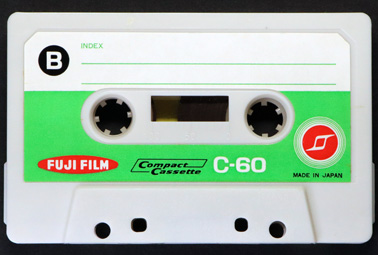 B
INDEX
FUJI FILM
Compact
Cassette
C-60
MADE IN JAPAN